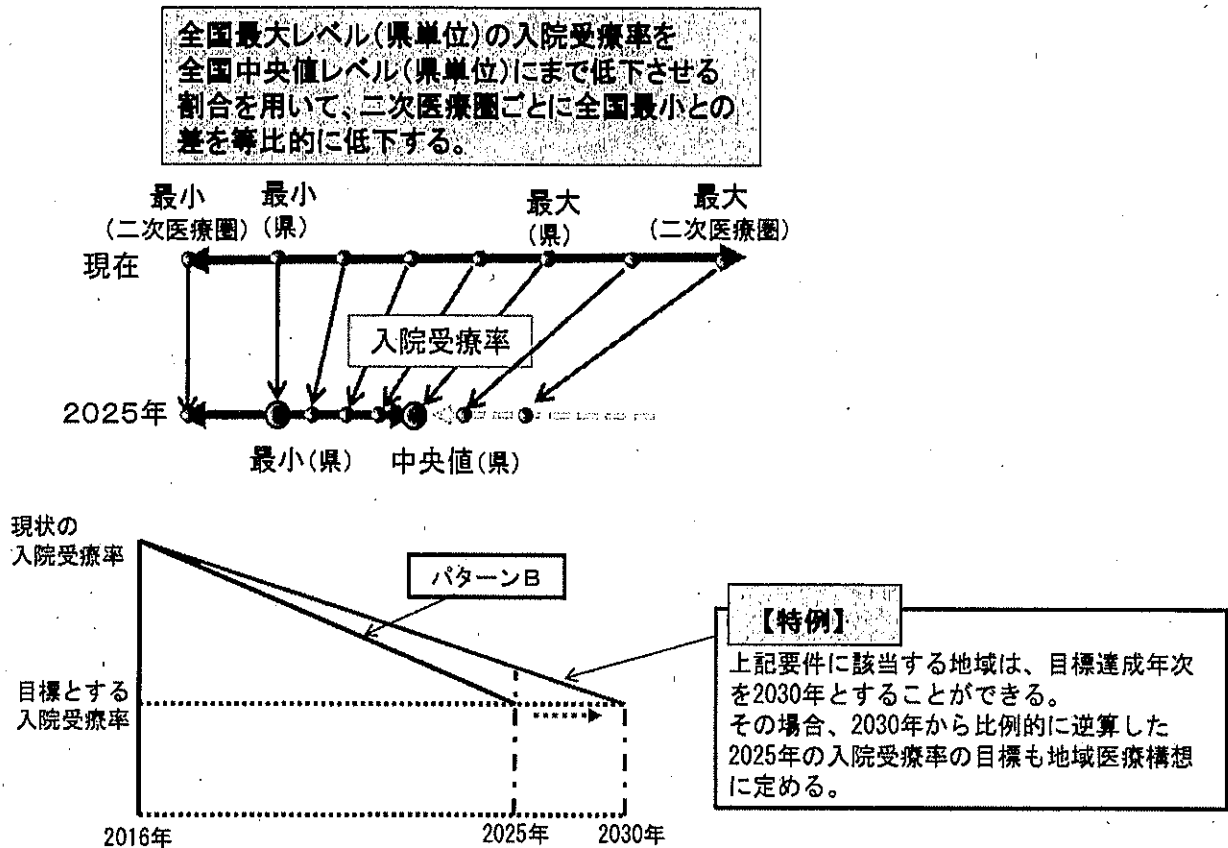 全国最大レベル(県単位)の入院受療率を
全国中央値レベル(県単位)にまで低下させる
割合を用いて、二次医療圏ごとに全国最小との
差を等比的に低下する。
最小
(二次医療圏)
最小
(県)
最大
(県)
最大
(二次医療圏)
現在
入院受療率
2025年
最小(県)
中央値(県)
現状の
入院受療率
パターンB
【特例】
上記要件に該当する地域は、目標達成年次
を2030年とすることができる。
その場合、2030年から比例的に逆算した
2025年の入院受療率の目標も地域医療構想
に定める。
目標とする
入院受療率
2016年
2025年
2030年